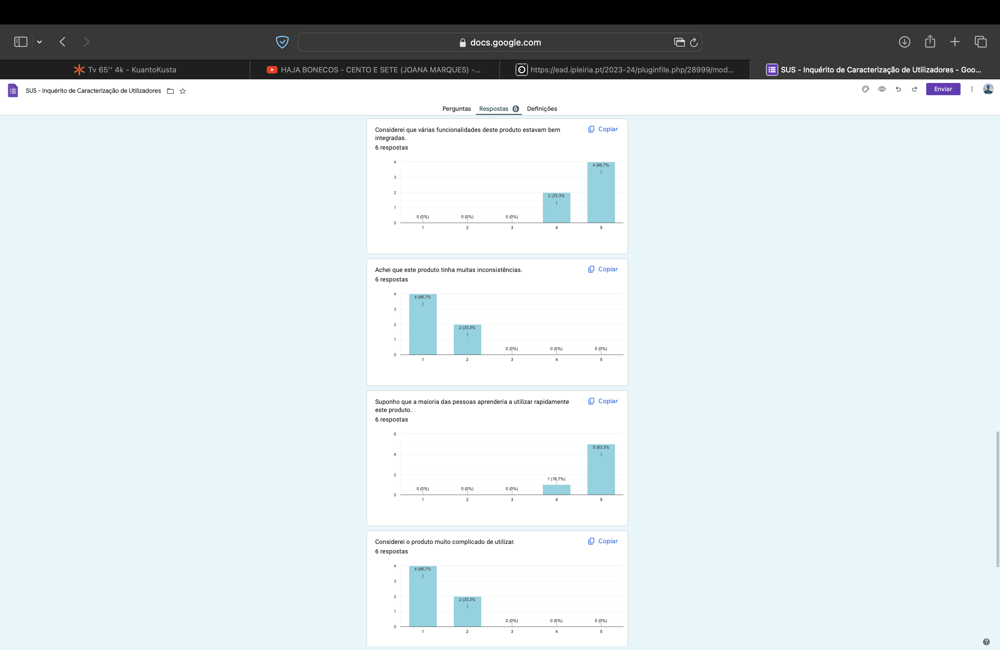 docs.google.com
Tv 65'' 4k - KuantoKusta
HAJA BONECOS - CENTO E SETE (JOANA MARQUES) -...
https://ead.ipleiria.pt/2023-24/pluginfile.php/28999/mod...
SUS - Inquérito de Caracterização de Utilizadores - Goo...
SUS - Inquérito de Caracterização de Utilizadores
Enviar
Perguntas Respostas 6 Definições
Considerei que várias funcionalidades deste produto estavam bem
integradas.
Copiar
6 respostas
4
3
2
1
0
0 (0%) 0 (0%) 0 (0%) 2 (33,3%
) 4 (66,7%
)
1 2 3 4 5
Achei que este produto tinha muitas inconsistências.
Copiar
6 respostas
4
3
2
1
0
4 (66,7%
) 2 (33,3%
) 0 (0%) 0 (0%) 0 (0%)
1 2 3 4 5
Suponho que a maioria das pessoas aprenderia a utilizar rapidamente
este produto.
Copiar
6 respostas
6
4
2
0
0 (0%) 0 (0%) 0 (0%) 1 (16,7%) 5 (83,3%
)
1 2 3 4 5
Considerei o produto muito complicado de utilizar.
Copiar
6 respostas
4
3
2
1
0
4 (66,7%
) 2 (33,3%
) 0 (0%) 0 (0%) 0 (0%)
1 2 3 4 5